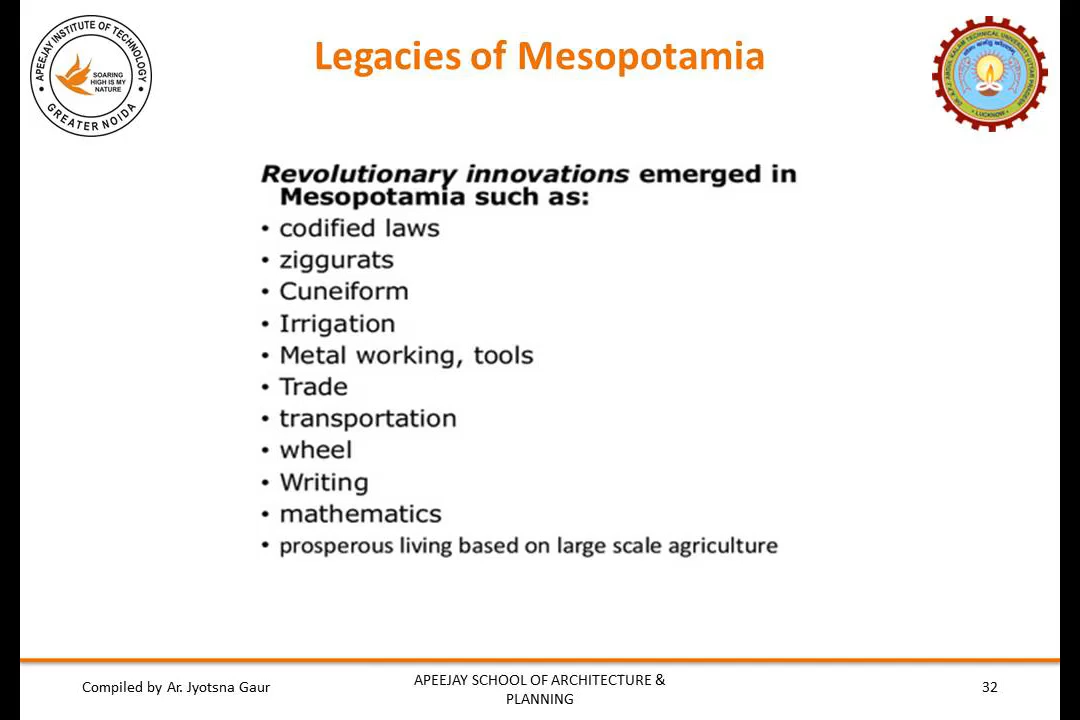 APEEJAY INSTITUTE OF TECHNOLOGY
SOARING
HIGH IS MY
NATURE
GREATER NOIDA
Legacies of Mesopotamia
LUCKNOW
Revolutionary innovations emerged in
Mesopotamia such as:
• codified laws
• ziggurats
• Cuneiform
• Irrigation
• Metal working, tools
• Trade
• transportation
• wheel
• Writing
• mathematics
• prosperous living based on large scale agriculture
Compiled by Ar. Jyotsna Gaur
APEEJAY SCHOOL OF ARCHITECTURE &
PLANNING
32